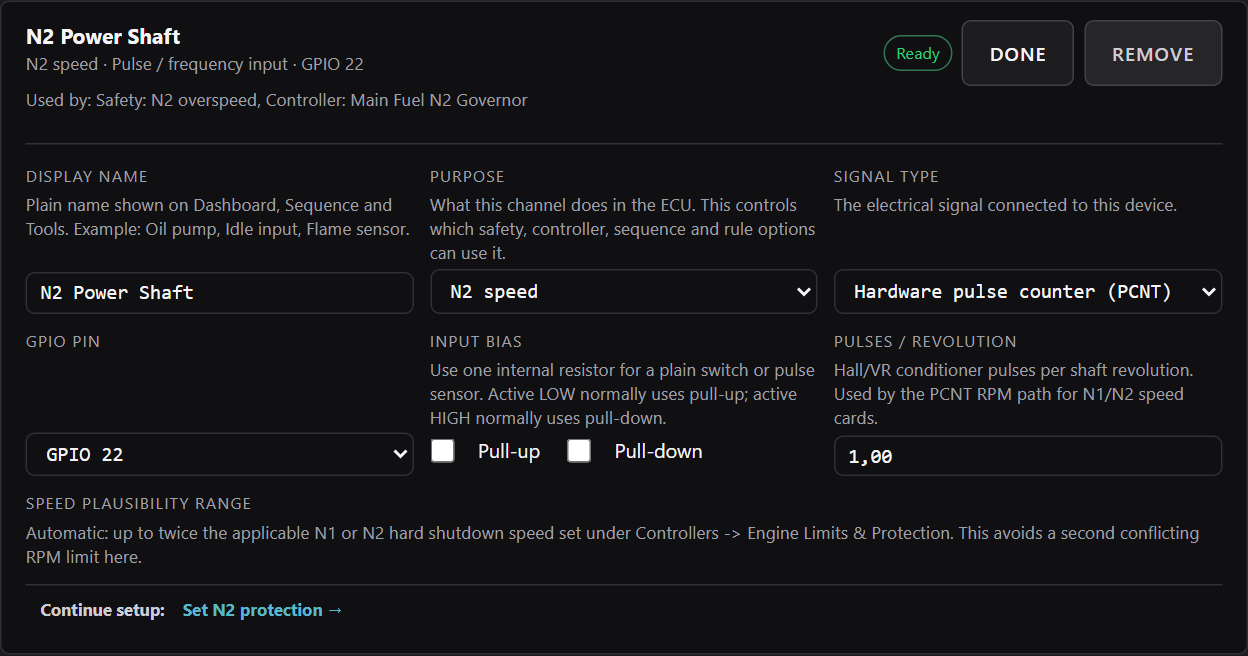 N2 Power Shaft
N2 speed · Pulse / frequency input · GPIO 22
Used by: Safety: N2 overspeed, Controller: Main Fuel N2 Governor
Ready
DONE
REMOVE
DISPLAY NAME
Plain name shown on Dashboard, Sequence and
Tools. Example: Oil pump, Idle input, Flame sensor.
N2 Power Shaft
PURPOSE
What this channel does in the ECU. This controls
which safety, controller, sequence and rule options
can use it.
N2 speed
SIGNAL TYPE
The electrical signal connected to this device.
Hardware pulse counter (PCNT)
GPIO PIN
GPIO 22
INPUT BIAS
Use one internal resistor for a plain switch or pulse
sensor. Active LOW normally uses pull-up; active
HIGH normally uses pull-down.
Pull-up
Pull-down
PULSES / REVOLUTION
Hall/VR conditioner pulses per shaft revolution.
Used by the PCNT RPM path for N1/N2 speed
cards.
1,00
SPEED PLAUSIBILITY RANGE
Automatic: up to twice the applicable N1 or N2 hard shutdown speed set under Controllers -> Engine Limits & Protection. This avoids a second conflicting
RPM limit here.
Continue setup: Set N2 protection →